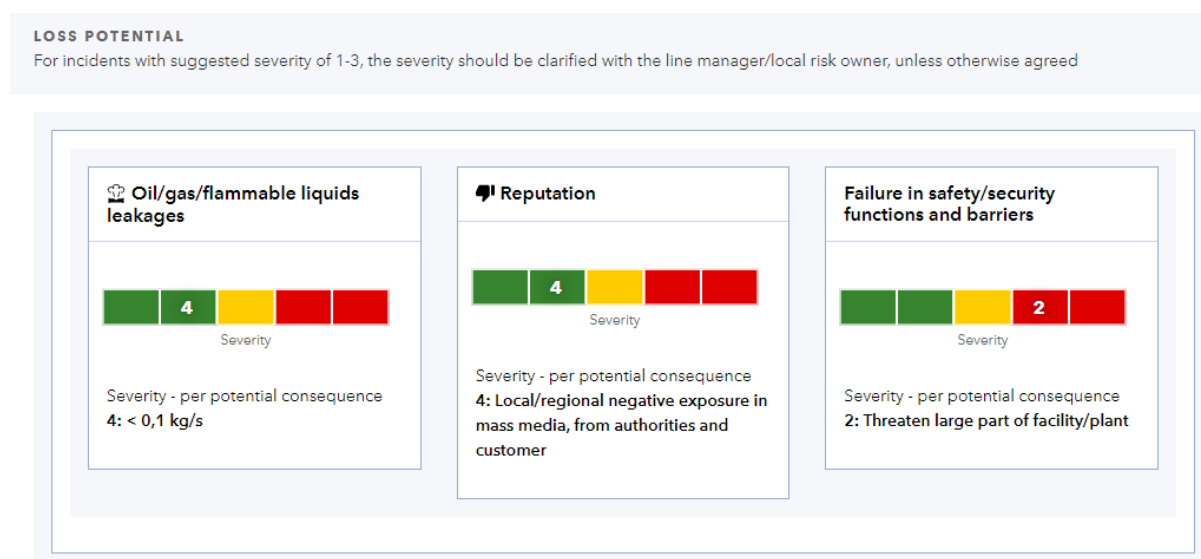 LOSS POTENTIAL
For incidents with suggested severity of 1-3, the severity should be clarified with the line manager/local risk owner, unless otherwise agreed
Oil/gas/flammable liquids
leakages
4
Severity
Severity - per potential consequence
4: < 0,1 kg/s
Reputation
4
Severity
Severity - per potential consequence
4: Local/regional negative exposure in
mass media, from authorities and
customer
Failure in safety/security
functions and barriers
2
Severity
Severity - per potential consequence
2: Threaten large part of facility/plant